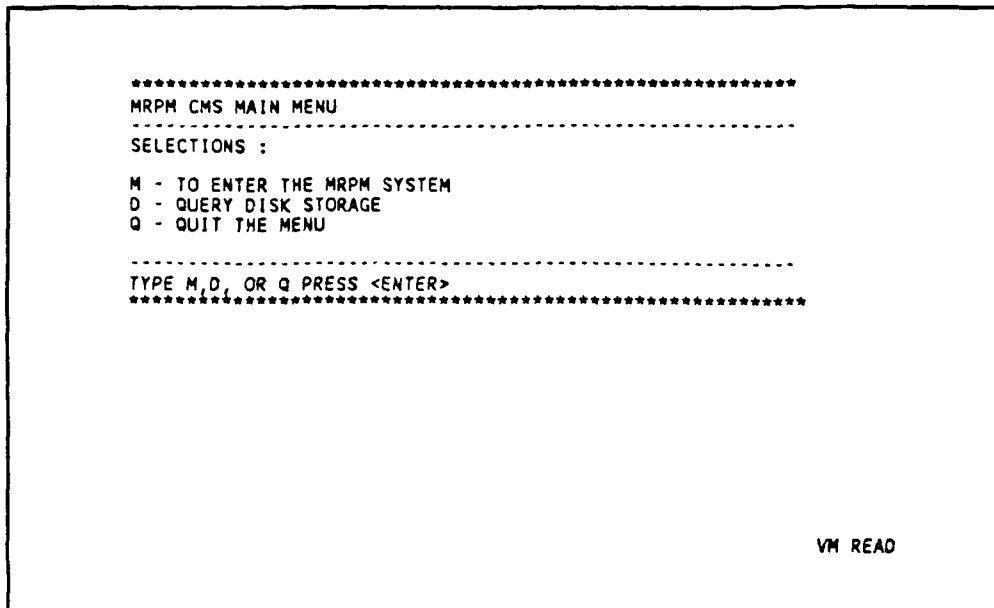 **********************************************************
MRPM CMS MAIN MENU
----------------------------------------------------------
SELECTIONS :
M - TO ENTER THE MRPM SYSTEM
D - QUERY DISK STORAGE
Q - QUIT THE MENU
----------------------------------------------------------
TYPE M,D, OR Q PRESS <ENTER>
***********************************************************
VM READ